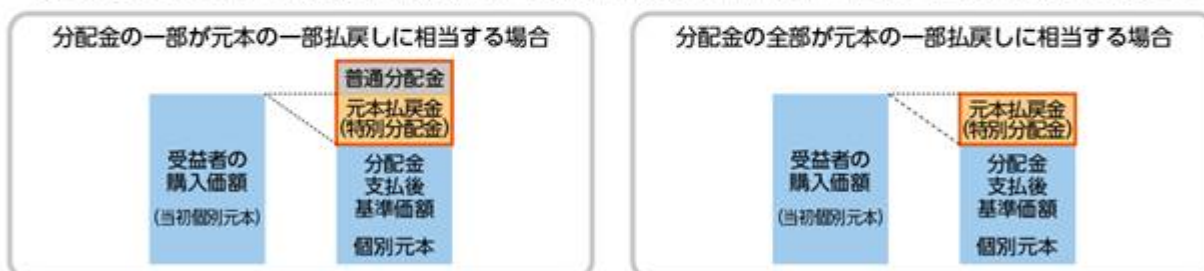 分配金の一部が元本の一部払戻しに相当する場合
普通分配金
元本払戻金
(特別分配金)
受益者の
購入価額
(当初個別元本)
分配金
支払後
基準価額
個別元本
分配金の全部が元本の一部払戻しに相当する場合
元本払戻金
(特別分配金)
受益者の
購入価額
(当初個別元本)
分配金
支払後
基準価額
個別元本